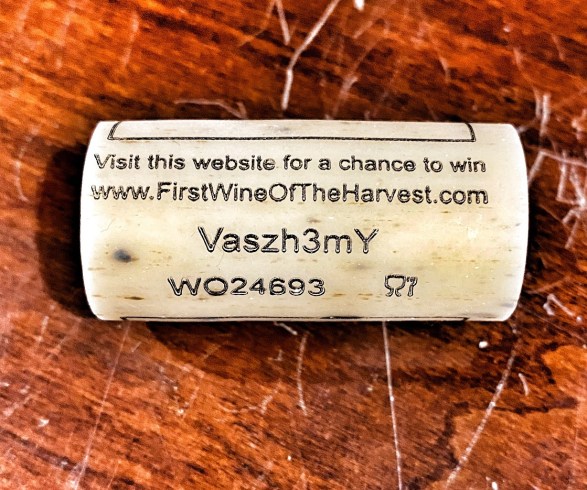 Visit this website for a chance to win
www.FirstWineOfTheHarvest.com
Vaszh3mY
WO24693